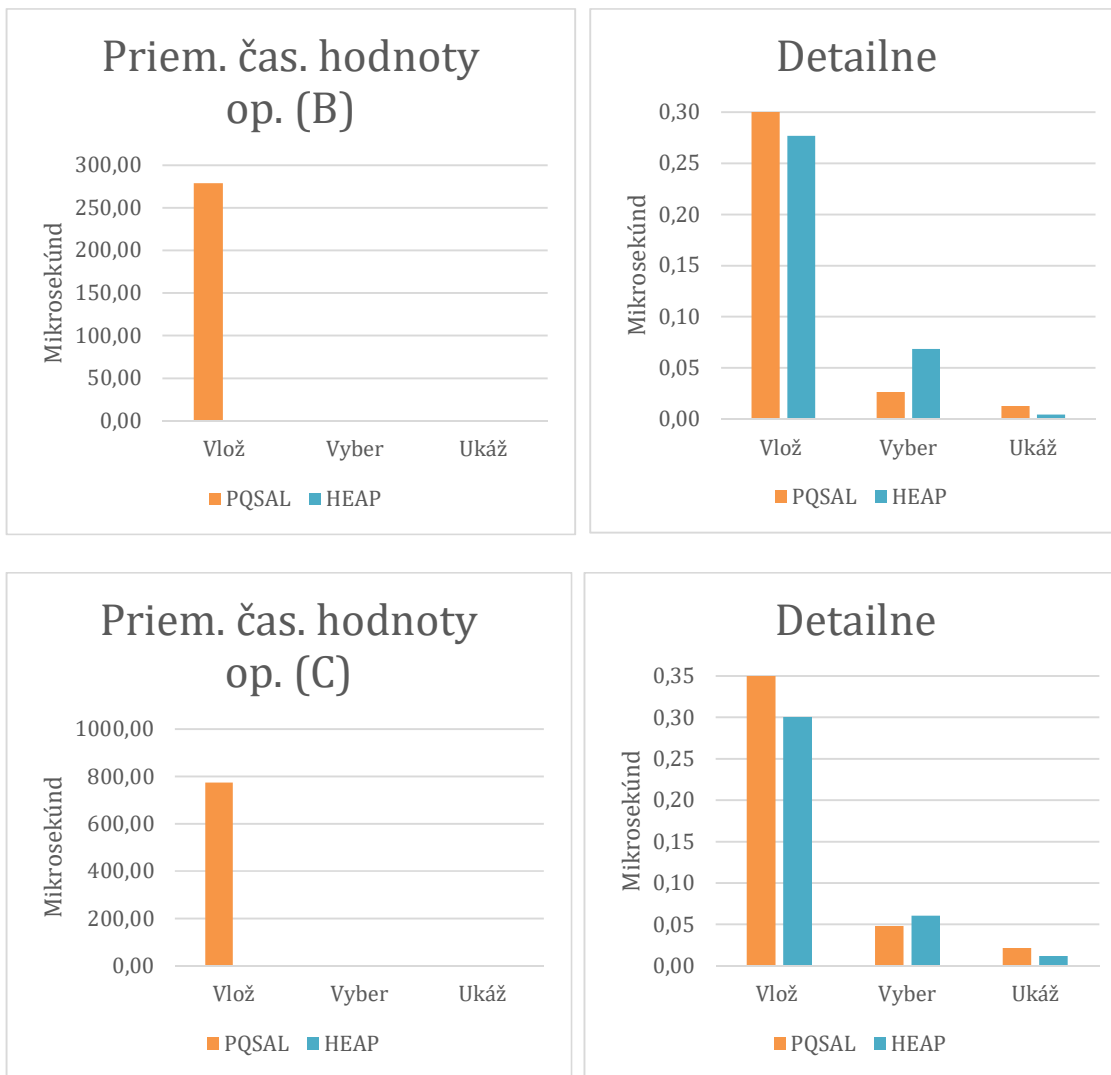 Priem. čas. hodnoty
op. (B)
300,00
250,00
200,00
150,00
100,00
50,00
0,00
Mikrosekúnd
Vlož Vyber Ukáž
PQSAL HEAP
Detailne
0,30
0,25
0,20
0,15
0,10
0,05
0,00
Mikrosekúnd
Vlož Vyber Ukáž
PQSAL HEAP
Priem. čas. hodnoty
op. (C)
1000,00
800,00
600,00
400,00
200,00
0,00
Mikrosekúnd
Vlož Vyber Ukáž
PQSAL HEAP
Detailne
0,35
0,30
0,25
0,20
0,15
0,10
0,05
0,00
Mikrosekúnd
Vlož Vyber Ukáž
PQSAL HEAP